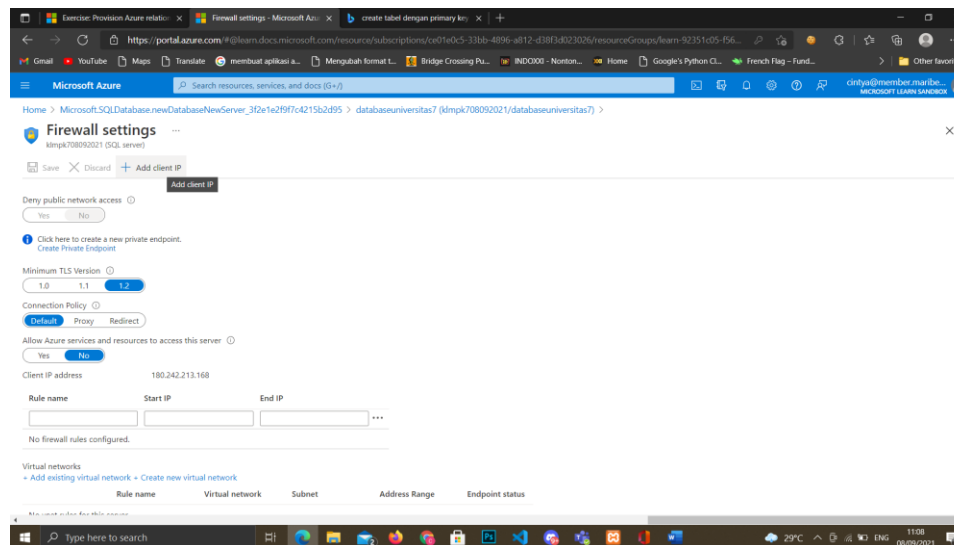 Exercise: Provision Azure relation
Firewall settings - Microsoft Azu
create tabel dengan primary key
https://portal.azure.com/#@learn.docs.microsoft.com/resource/subscriptions/ce01e0c5-33bb-4896-a812-d38f3d023026/resourceGroups/learn-92351c05-f56...
Gmail YouTube Maps Translate membuat aplikasi a... Mengubah format t... Bridge Crossing Pu... INDOXXI - Nonton... Home Google's Python Cl... French Flag – Fund... Other favori
Microsoft Azure
Search resources, services, and docs (G+/)
cintya@member.maribe...
MICROSOFT LEARN SANDBOX
Home > Microsoft.SQLDatabase.newDatabaseNewServer_3f2e1e2f9f7c4215b2d95 > databaseuniversitas7 (klmpk708092021/databaseuniversitas7) >
Firewall settings ...
klmpk708092021 (SQL server)
Save Discard Add client IP
Add client IP
Deny public network access
Yes No
Click here to create a new private endpoint.
Create Private Endpoint
Minimum TLS Version
1.0 1.1 1.2
Connection Policy
Default Proxy Redirect
Allow Azure services and resources to access this server
Yes No
Client IP address 180.242.213.168
Rule name Start IP End IP
No firewall rules configured.
Virtual networks
+ Add existing virtual network + Create new virtual network
Rule name Virtual network Subnet Address Range Endpoint status
Type here to search
29°C ENG 11:08
08/09/2021